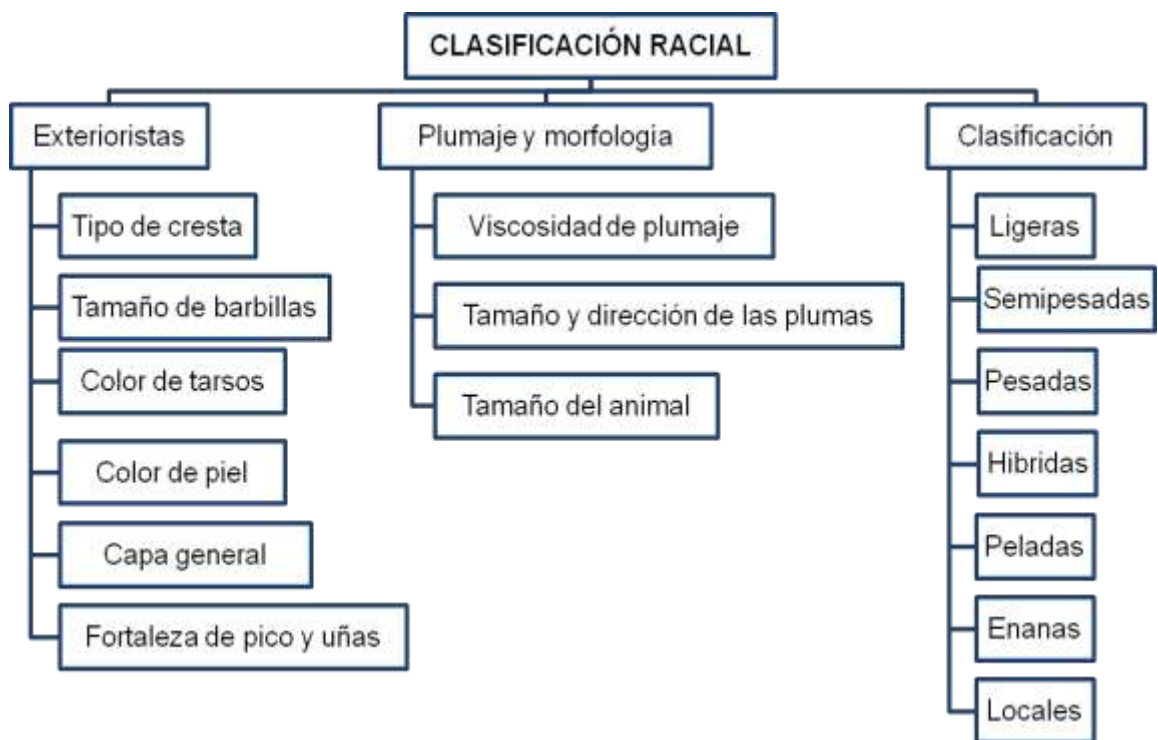 CLASIFICACIÓN RACIAL
Exterioristas
Tipo de cresta
Tamaño de barbillas
Color de tarsos
Color de piel
Capa general
Fortaleza de pico y uñas
Plumaje y morfología
Viscosidad de plumaje
Tamaño y dirección de las plumas
Tamaño del animal
Clasificación
Ligeras
Semipesadas
Pesadas
Hibridas
Peladas
Enanas
Locales